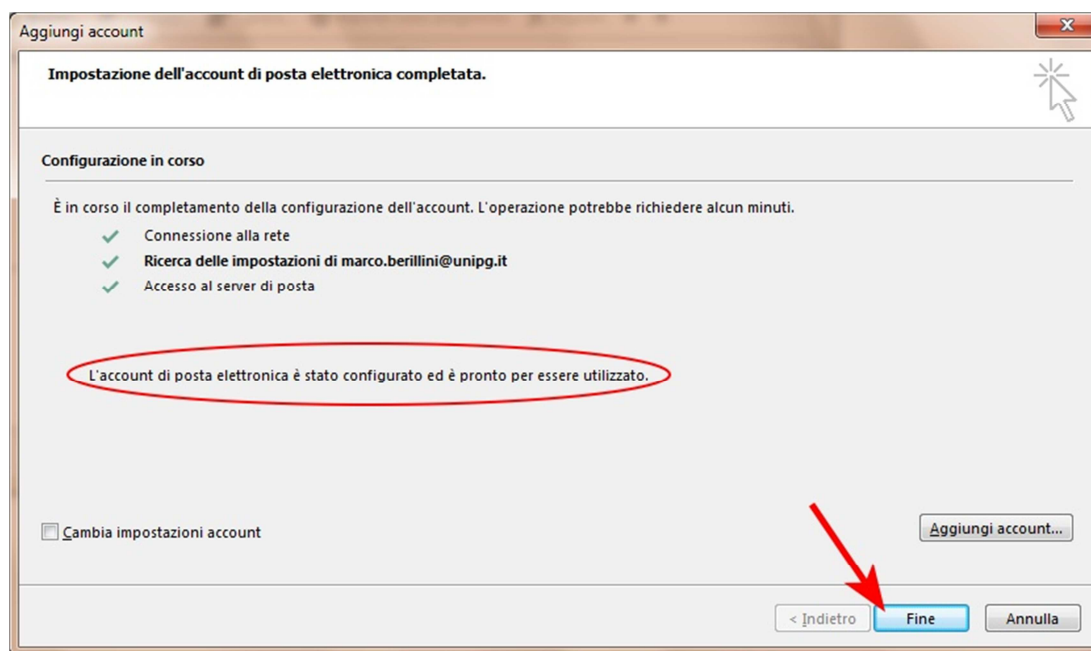 Aggiungi account
Impostazione dell'account di posta elettronica completata.
Configurazione in corso
È in corso il completamento della configurazione dell'account. L'operazione potrebbe richiedere alcun minuti.
Connessione alla rete
Ricerca delle impostazioni di marco.berillini@unipg.it
Accesso al server di posta
L'account di posta elettronica è stato configurato ed è pronto per essere utilizzato.
Cambia impostazioni account
Aggiungi account...
< Indietro Fine Annulla